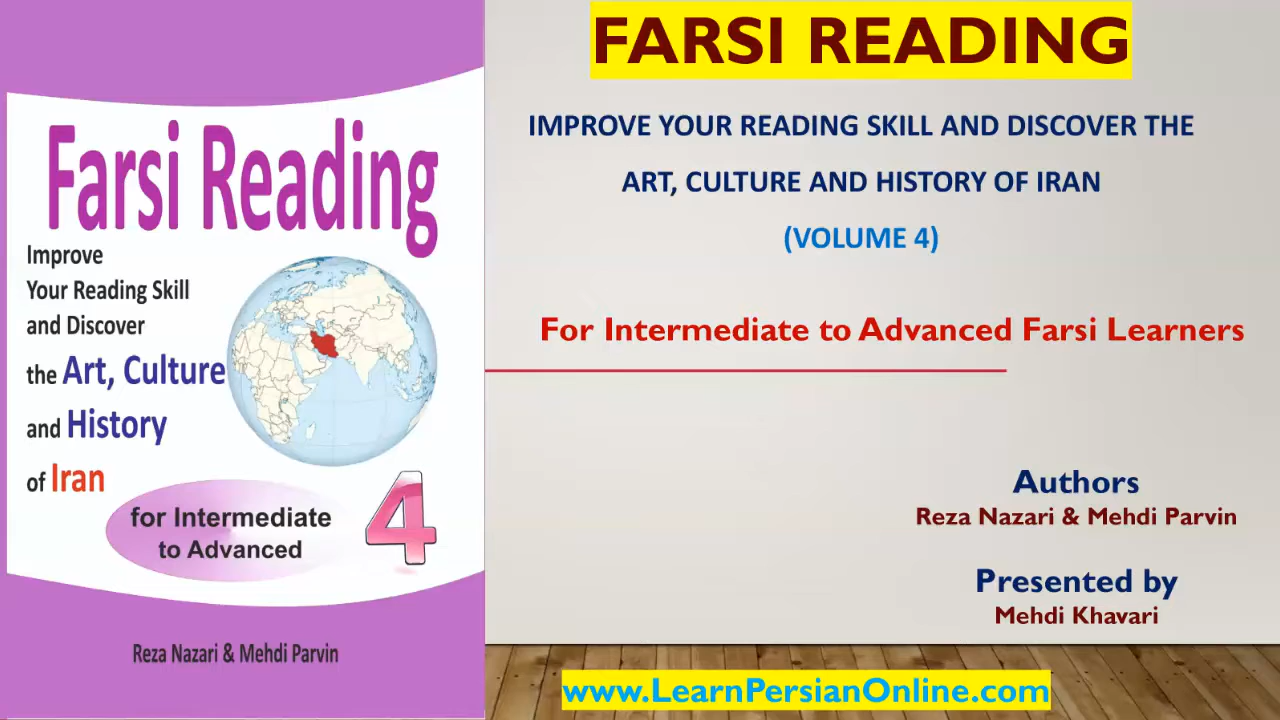 Farsi Reading
Improve
Your Reading Skill
and Discover
the Art, Culture
and History
of Iran
for Intermediate
to Advanced
4
Reza Nazari & Mehdi Parvin
FARSI READING
IMPROVE YOUR READING SKILL AND DISCOVER THE
ART, CULTURE AND HISTORY OF IRAN
(VOLUME 4)
For Intermediate to Advanced Farsi Learners
Authors
Reza Nazari & Mehdi Parvin
Presented by
Mehdi Khavari
www.LearnPersianOnline.com